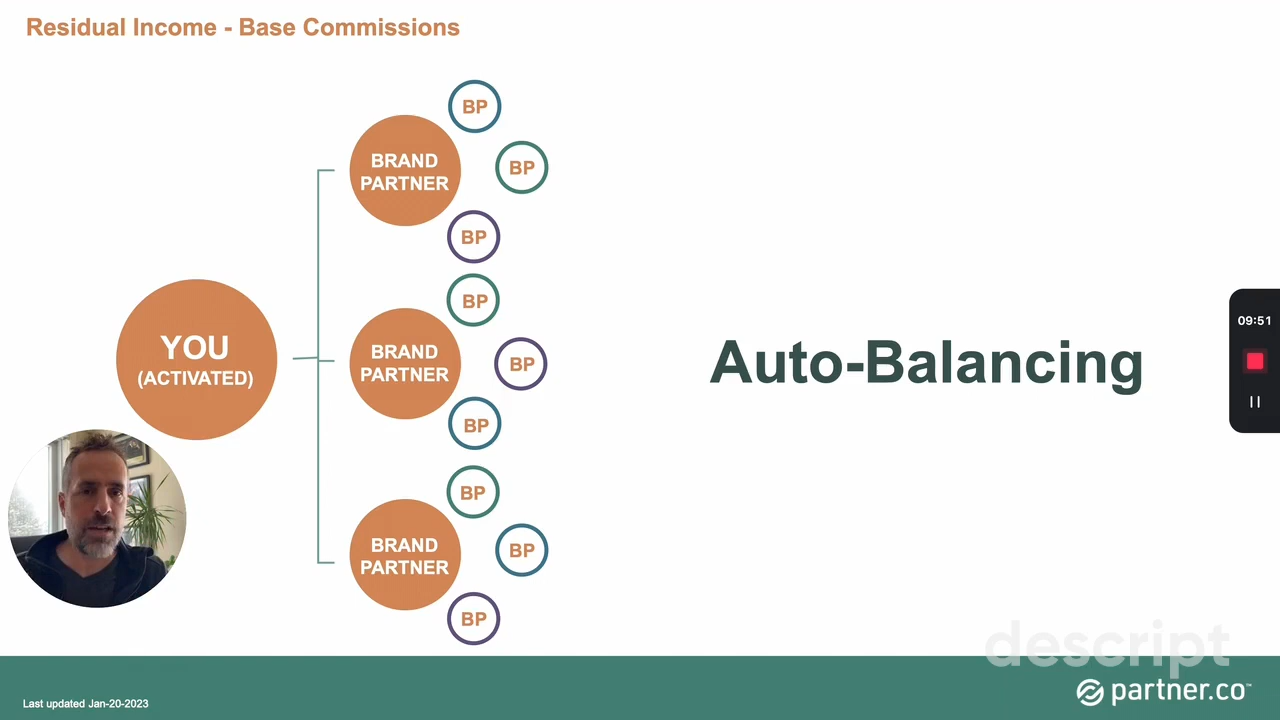 Residual Income - Base Commissions
BP
BRAND
PARTNER
BP
BP
BP
YOU
(ACTIVATED)
BRAND
PARTNER
BP
BP
Auto-Balancing
09:51
BP
BRAND
PARTNER
BP
BP
descript
Last updated Jan-20-2023
partner.co™